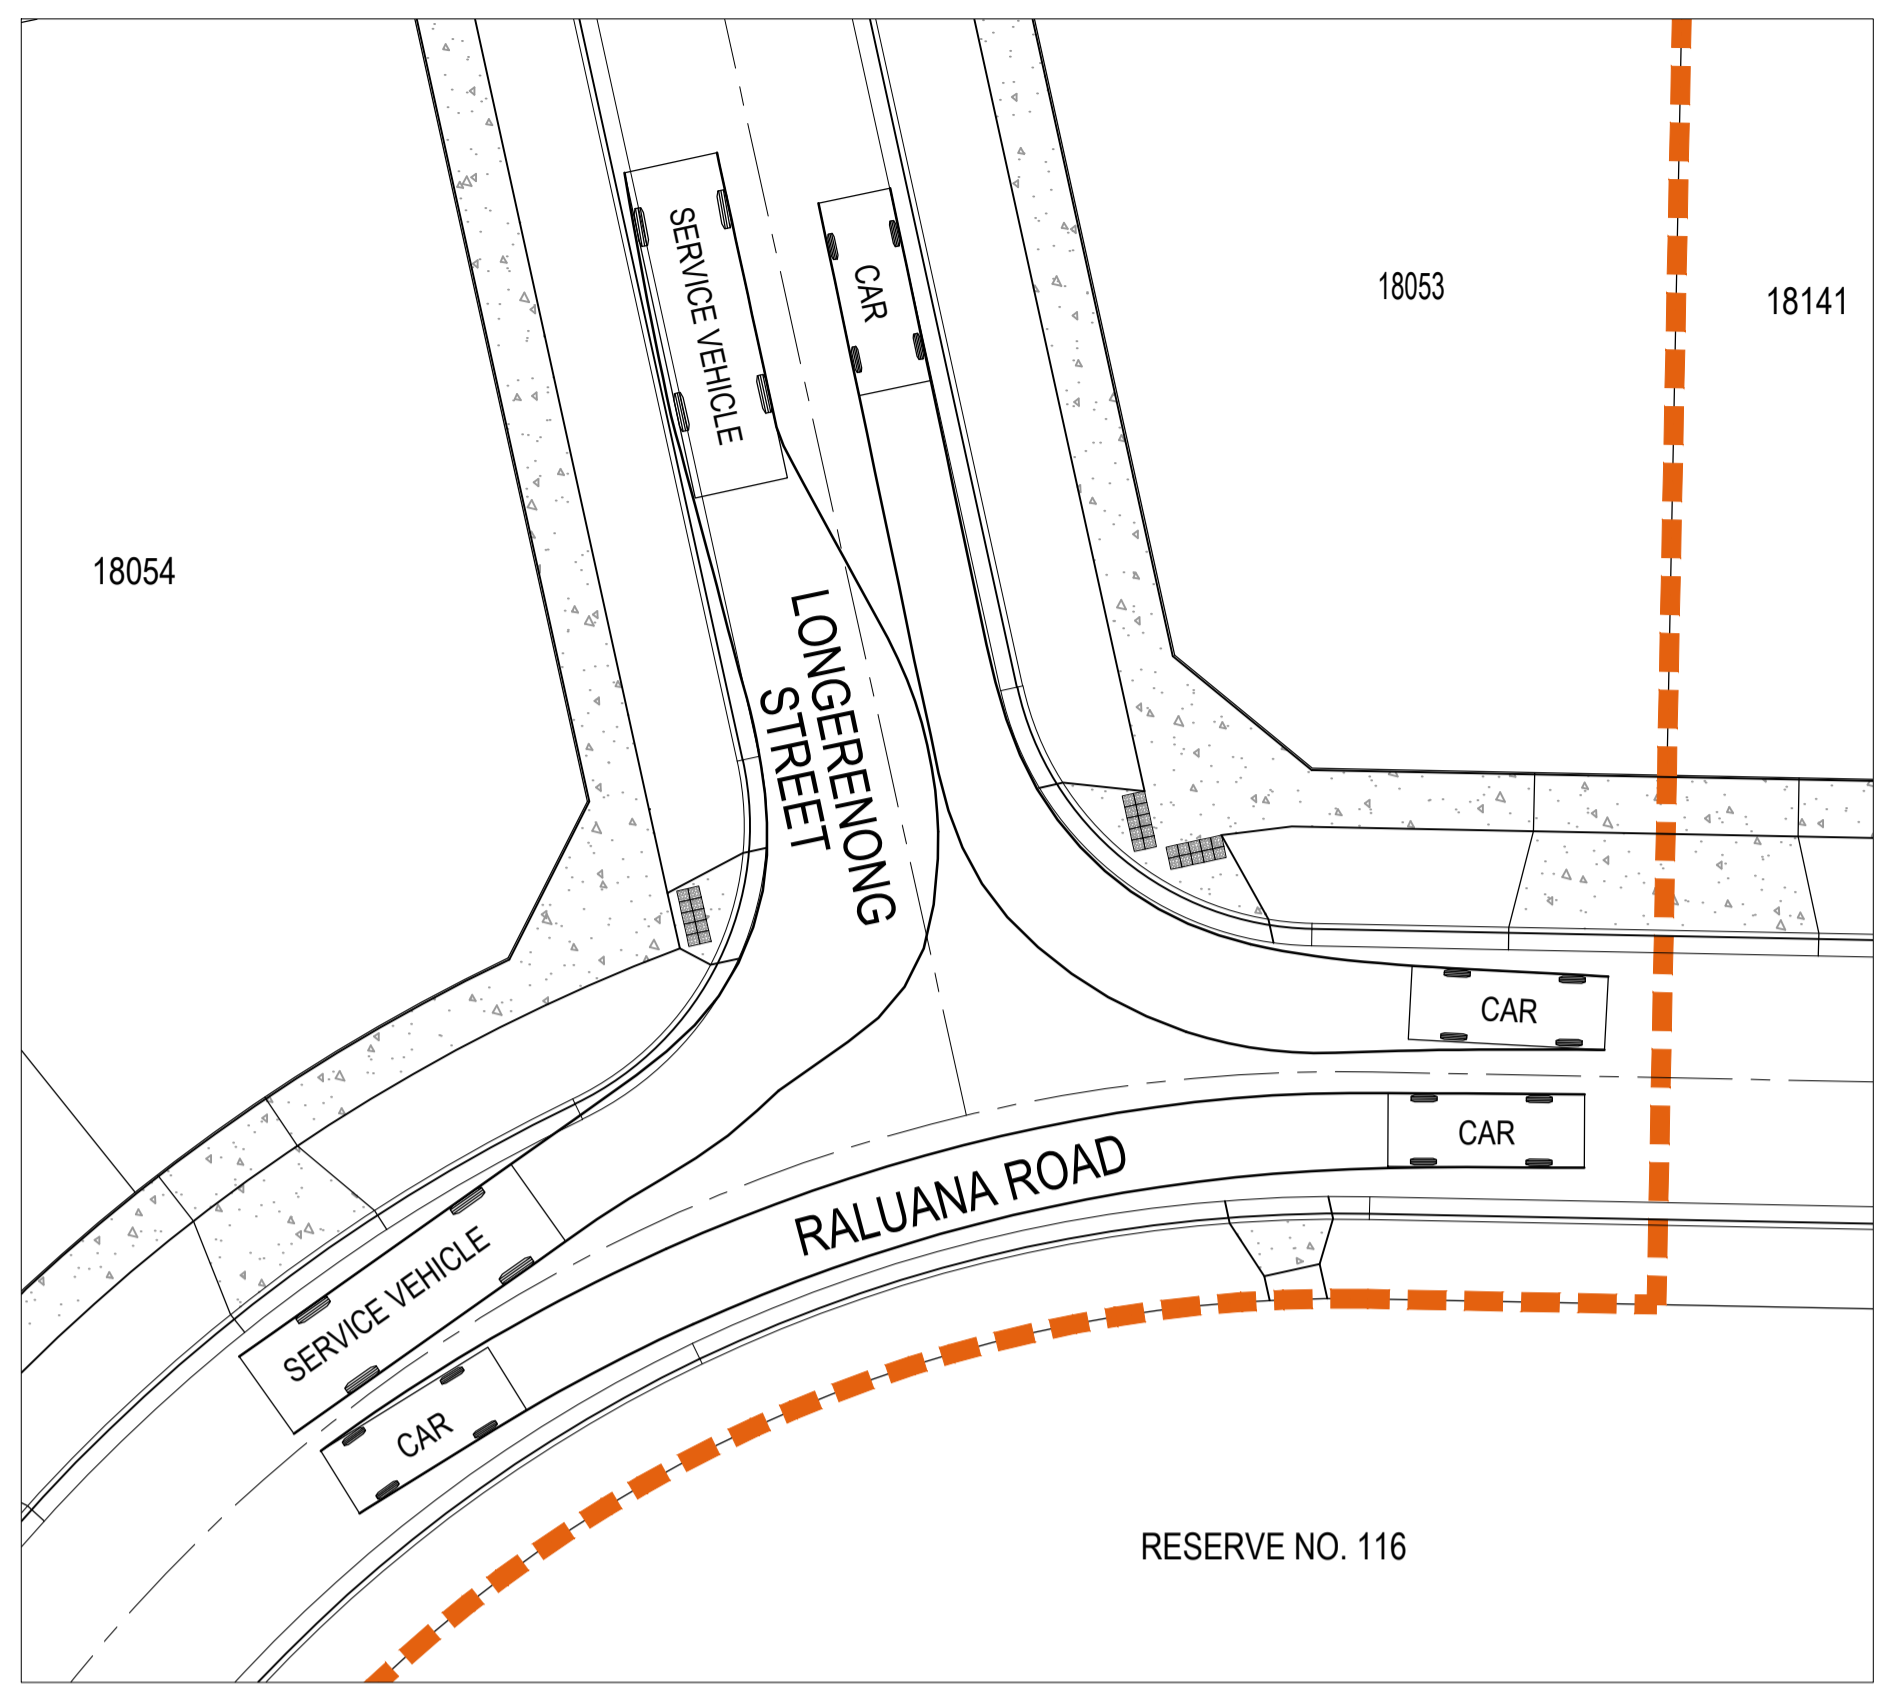 SERVICE VEHICLE
CAR
18053
18141
18054
LONGERENONG
STREET
CAR
CAR
RALUANA ROAD
SERVICE VEHICLE
CAR
RESERVE NO. 116